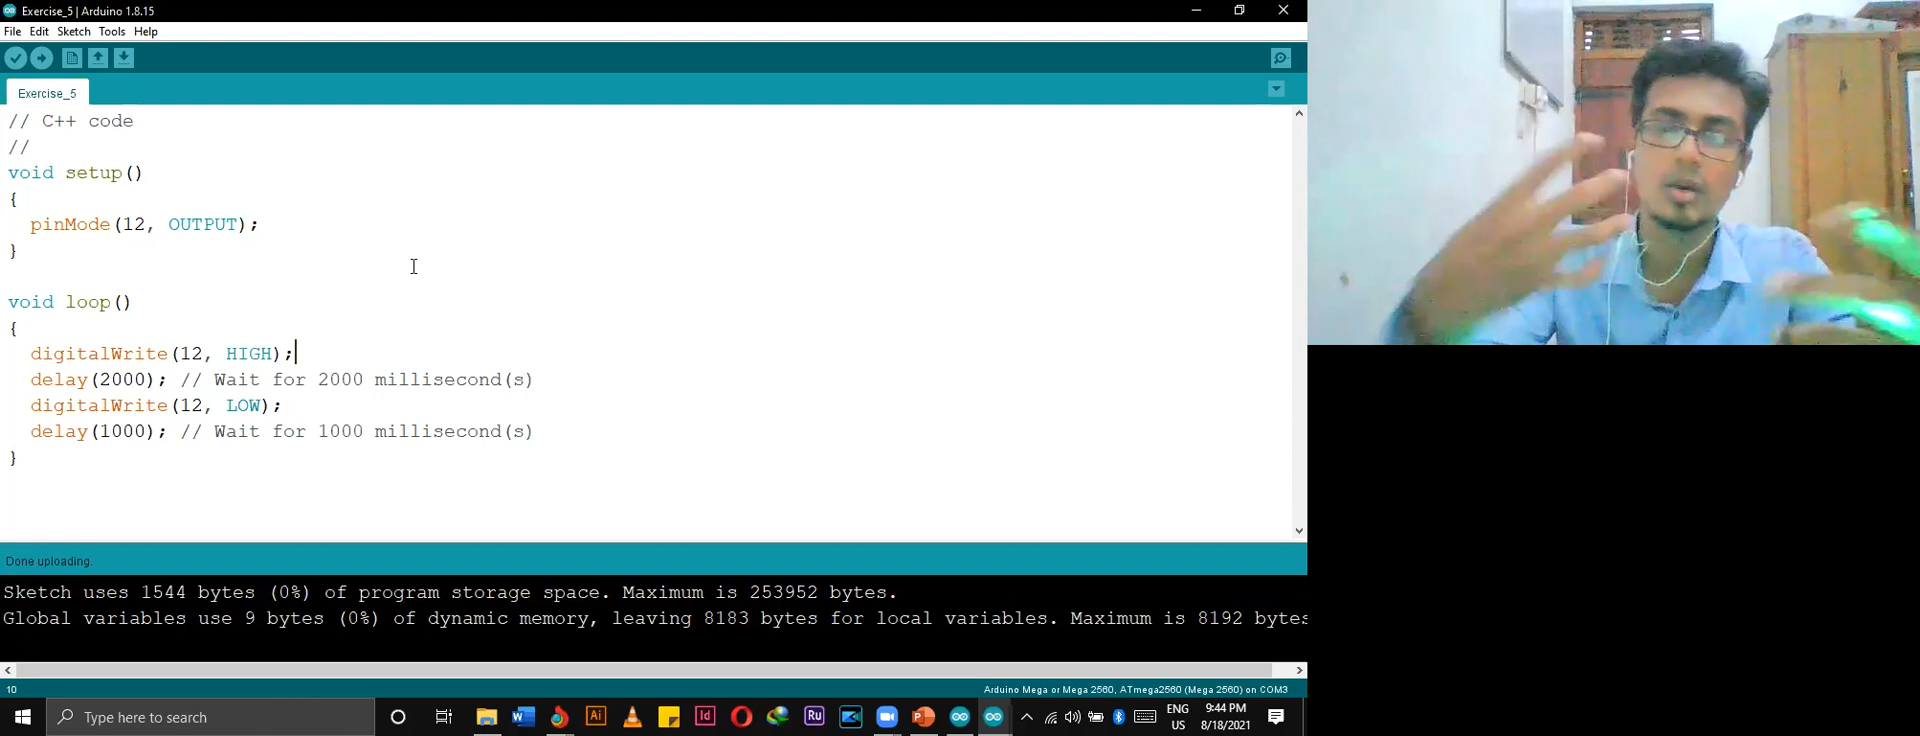 Exercise_5 | Arduino 1.8.15
File Edit Sketch Tools Help
Exercise_5
// C++ code
//
void setup()
{
pinMode(12, OUTPUT);
}
void loop()
{
digitalWrite(12, HIGH);
delay(2000); // Wait for 2000 millisecond(s)
digitalWrite(12, LOW);
delay(1000); // Wait for 1000 millisecond(s)
}
Done uploading.
Sketch uses 1544 bytes (0%) of program storage space. Maximum is 253952 bytes.
Global variables use 9 bytes (0%) of dynamic memory, leaving 8183 bytes for local variables. Maximum is 8192 bytes
10
Arduino Mega or Mega 2560, ATmega2560 (Mega 2560) on COM3
Type here to search
W
Ai
Id
Ru
P
ENG
US
9:44 PM
8/18/2021